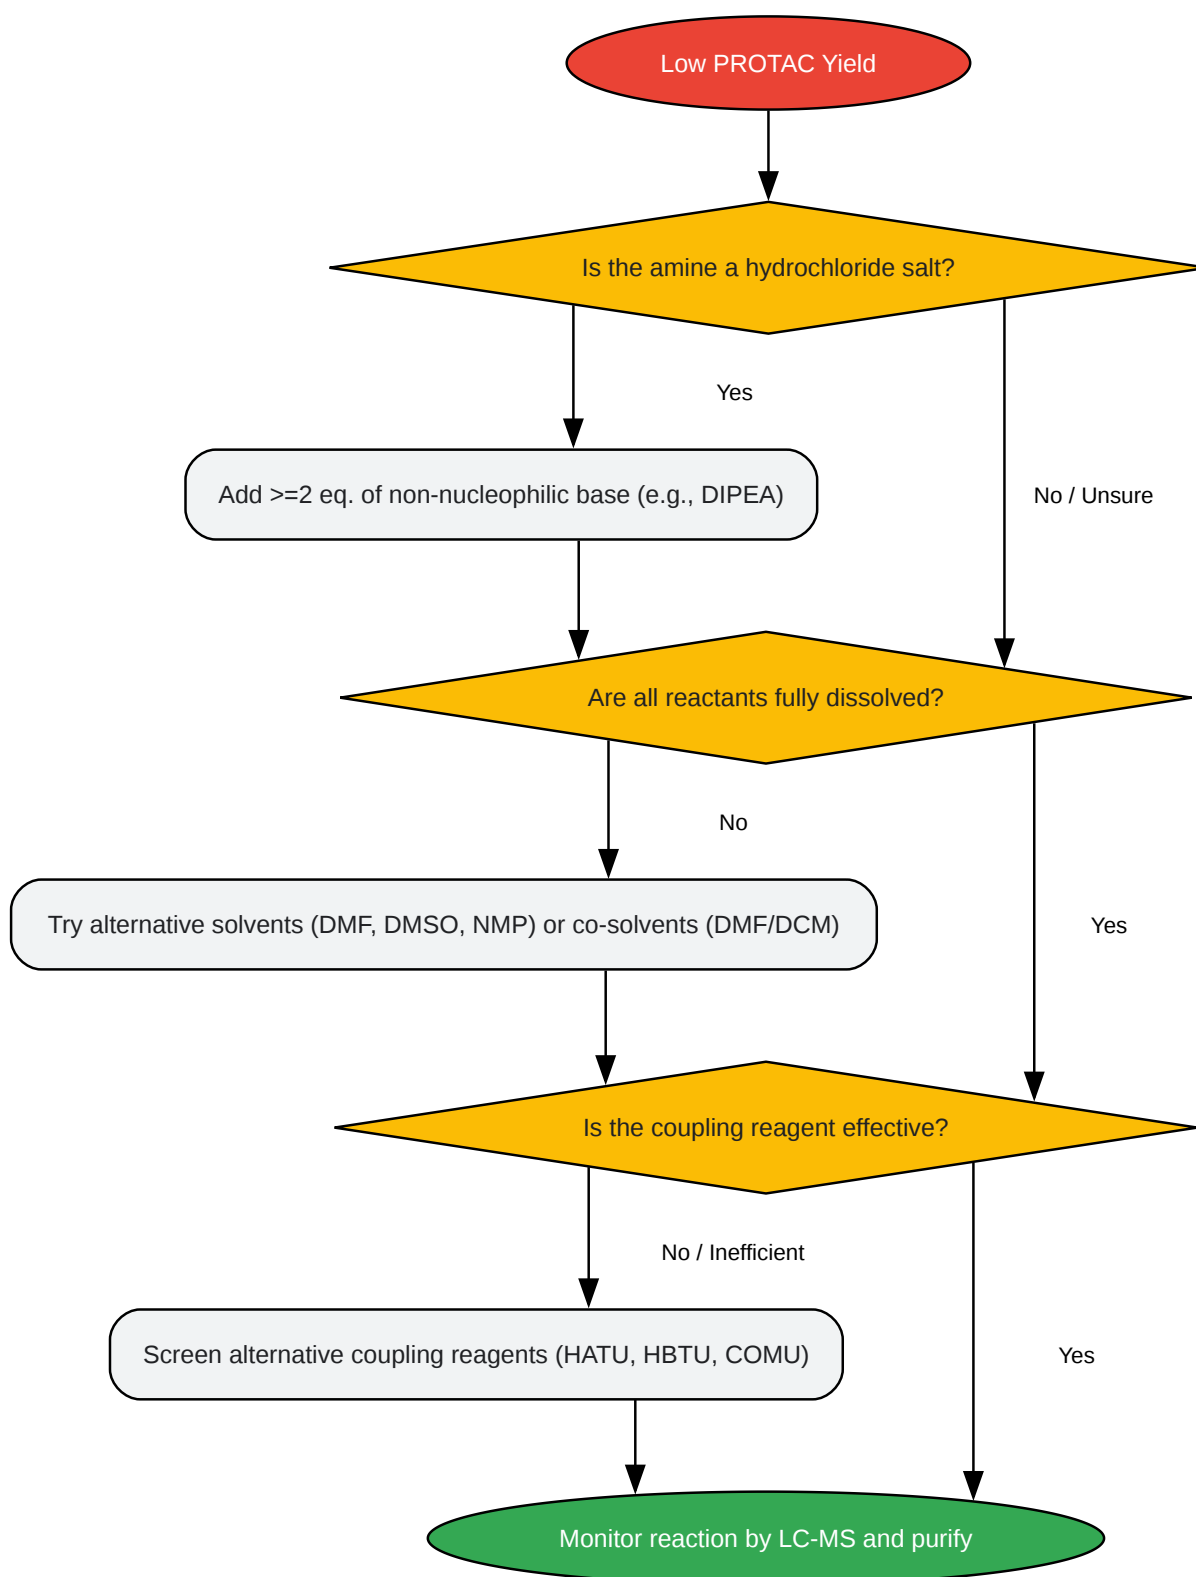 Low PROTAC Yield
Is the amine a hydrochloride salt?
Yes
Add >=2 eq. of non-nucleophilic base (e.g., DIPEA)
No / Unsure
Are all reactants fully dissolved?
No
Try alternative solvents (DMF, DMSO, NMP) or co-solvents (DMF/DCM)
Yes
Is the coupling reagent effective?
No / Inefficient
Screen alternative coupling reagents (HATU, HBTU, COMU)
Yes
Monitor reaction by LC-MS and purify